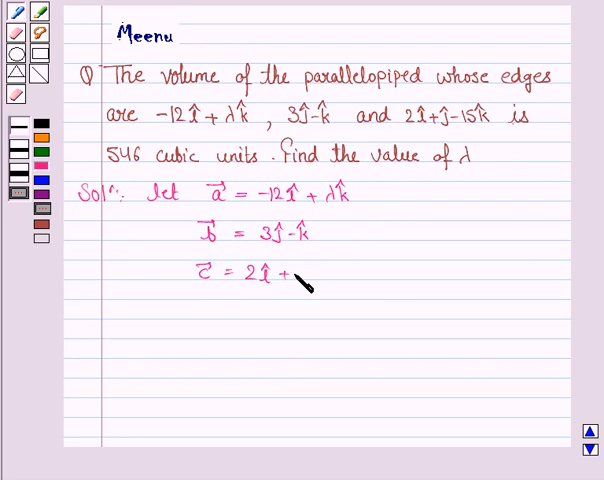 Meenu
Q The volume of the parallelopiped whose edges
are -12î + λk̂ , 3ĵ-k̂ and 2î+ĵ-15k̂ is
546 cubic units . Find the value of λ
Solⁿ: let a⃗ = -12î + λk̂
b⃗ = 3ĵ-k̂
c⃗ = 2î +